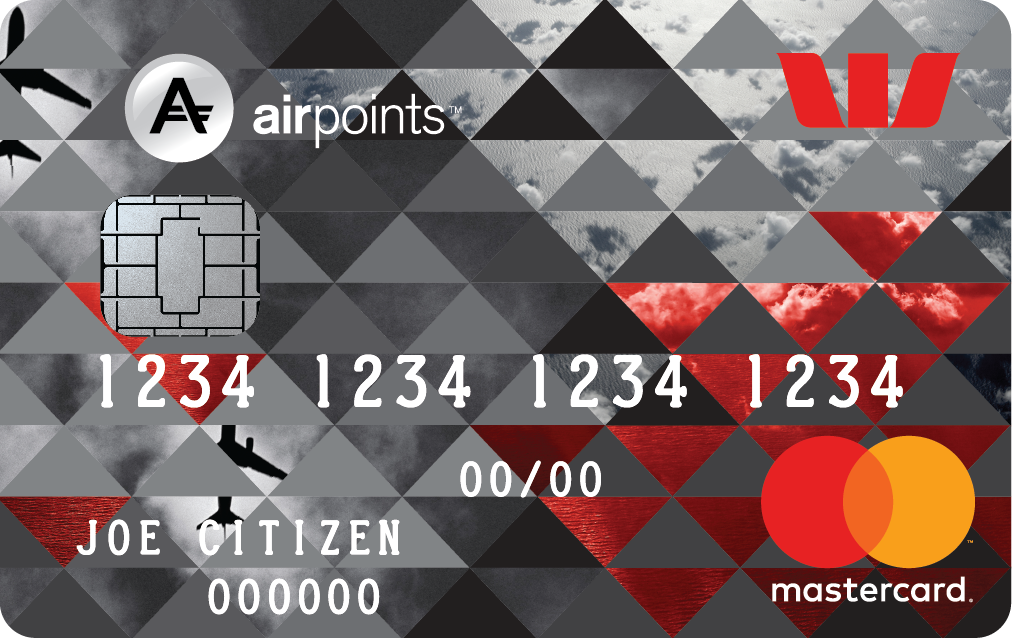 airpoints™
1234 1234 1234 1234
00/00
JOE CITIZEN
000000
mastercard.